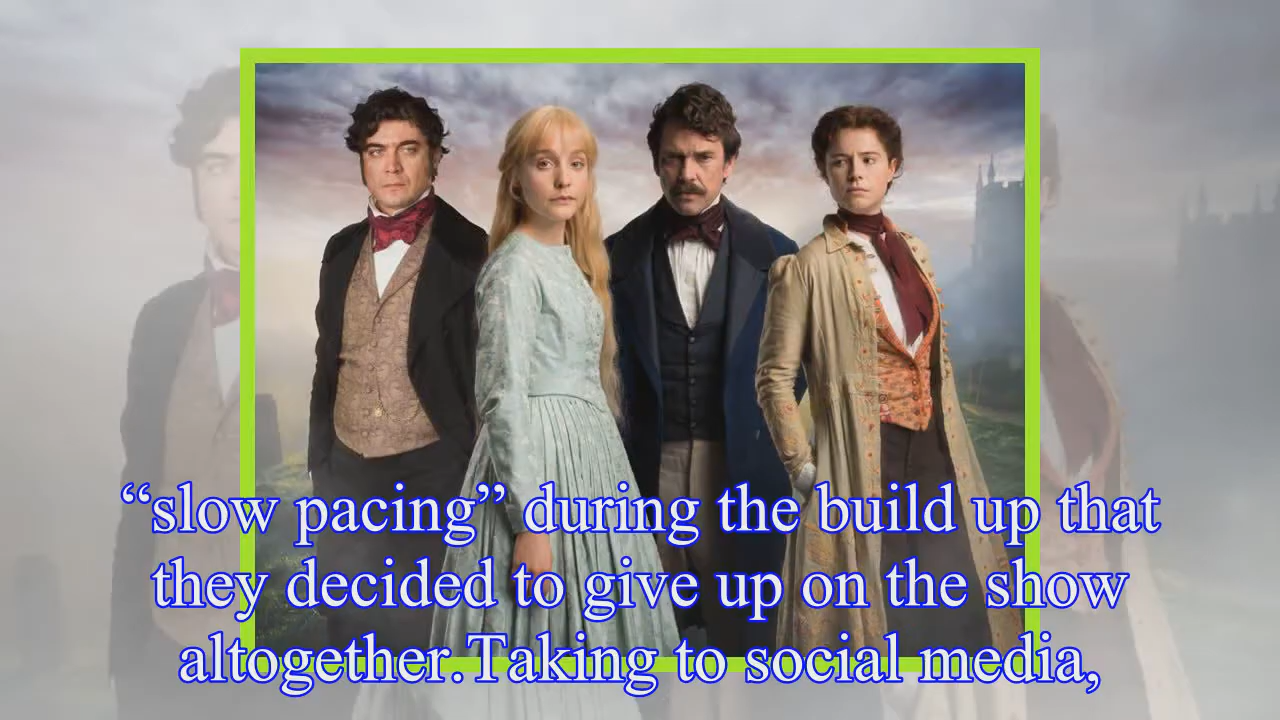 “slow pacing” during the build up that
they decided to give up on the show
altogether.Taking to social media,